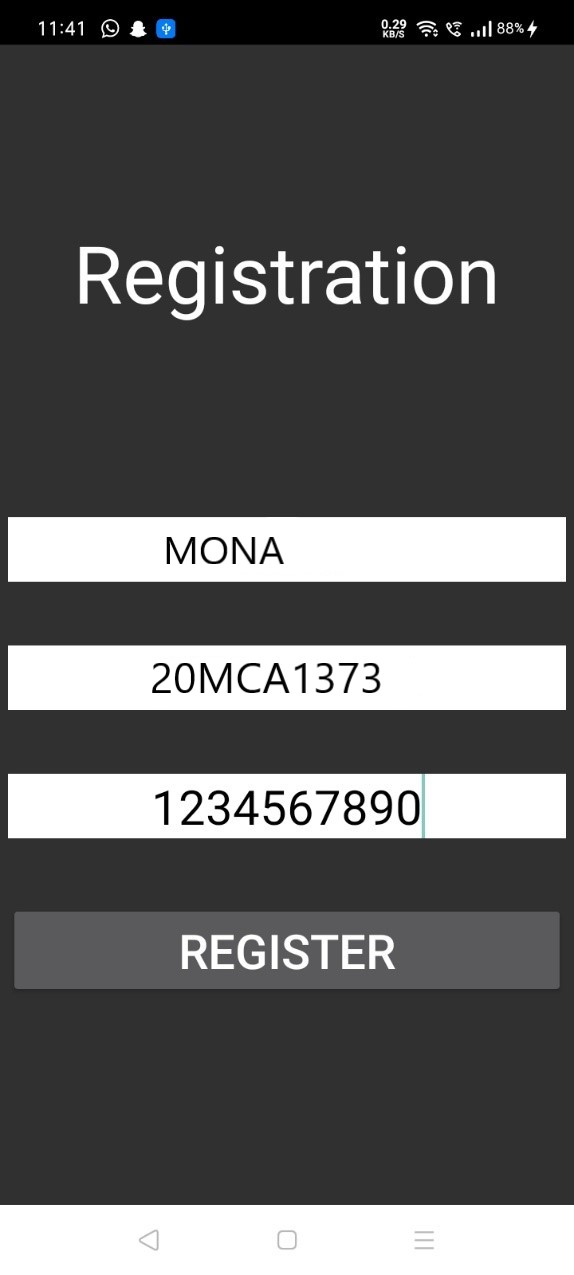 11:41 0.29 KB/S 88%
Registration
MONA
20MCA1373
1234567890
REGISTER